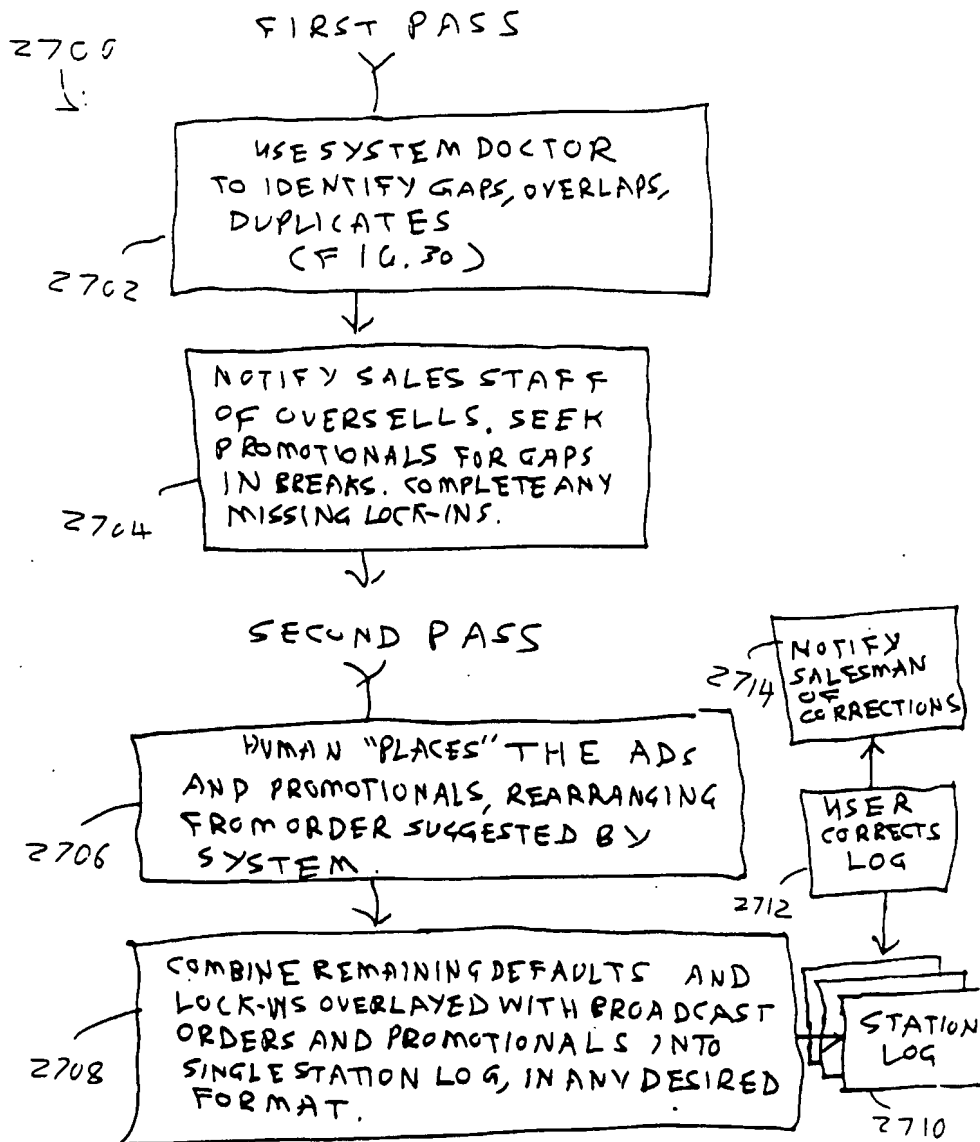 FIRST PASS
2700
USE SYSTEM DOCTOR
TO IDENTIFY GAPS, OVERLAPS,
DUPLICATES
(FIG. 30)
2702
NOTIFY SALES STAFF
OF OVERSELLS. SEEK
PROMOTIONALS FOR GAPS
IN BREAKS. COMPLETE ANY
MISSING LOCK-INS.
2704
SECOND PASS
HUMAN "PLACES" THE ADS
AND PROMOTIONALS, REARRANGING
FROM ORDER SUGGESTED BY
SYSTEM.
2706
NOTIFY
SALESMAN
OF
CORRECTIONS
2714
USER
CORRECTS
LOG
2712
COMBINE REMAINING DEFAULTS AND
LOCK-INS OVERLAYED WITH BROADCAST
ORDERS AND PROMOTIONALS INTO
SINGLE STATION LOG, IN ANY DESIRED
FORMAT.
2708
STATION
LOG
2710